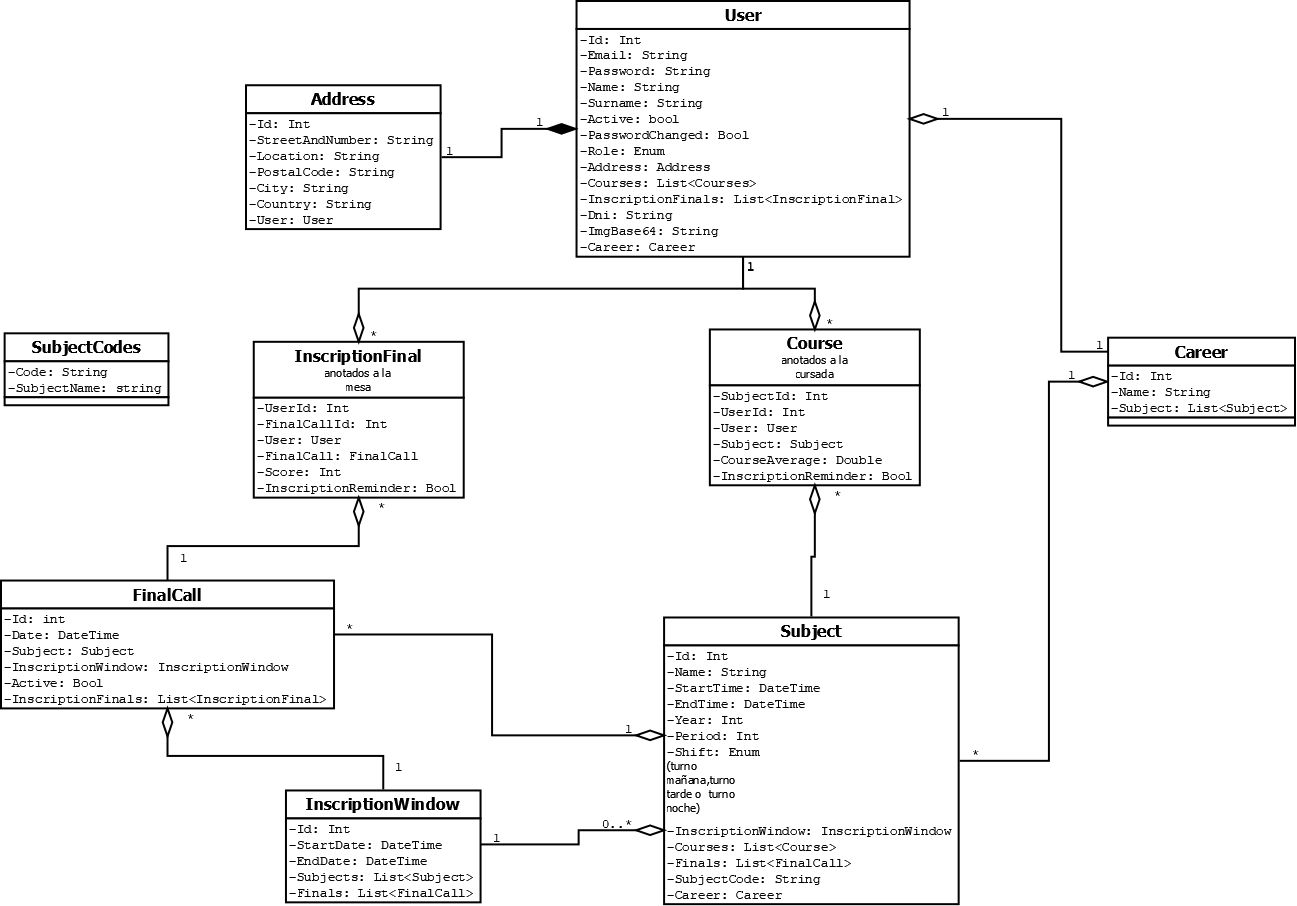 User
-Id: Int
-Email: String
-Password: String
-Name: String
-Surname: String
-Active: bool
-PasswordChanged: Bool
-Role: Enum
-Address: Address
-Courses: List<Courses>
-InscriptionFinals: List<InscriptionFinal>
-Dni: String
-ImgBase64: String
-Career: Career
Address
-Id: Int
-StreetAndNumber: String
-Location: String
-PostalCode: String
-City: String
-Country: String
-User: User
1
1
1
1
1
*
*
SubjectCodes
-Code: String
-SubjectName: string
InscriptionFinal
anotados a la
mesa
-UserId: Int
-FinalCallId: Int
-User: User
-FinalCall: FinalCall
-Score: Int
-InscriptionReminder: Bool
Course
anotados a la
cursada
-SubjectId: Int
-UserId: Int
-User: User
-Subject: Subject
-CourseAverage: Double
-InscriptionReminder: Bool
Career
-Id: Int
-Name: String
-Subject: List<Subject>
1
*
*
1
1
FinalCall
-Id: int
-Date: DateTime
-Subject: Subject
-InscriptionWindow: InscriptionWindow
-Active: Bool
-InscriptionFinals: List<InscriptionFinal>
*
1
*
*
1
Subject
-Id: Int
-Name: String
-StartTime: DateTime
-EndTime: DateTime
-Year: Int
-Period: Int
-Shift: Enum
(turno
mañana,turno
tarde o turno
noche)
-InscriptionWindow: InscriptionWindow
-Courses: List<Course>
-Finals: List<FinalCall>
-SubjectCode: String
-Career: Career
InscriptionWindow
-Id: Int
-StartDate: DateTime
-EndDate: DateTime
-Subjects: List<Subject>
-Finals: List<FinalCall>
1
0..*